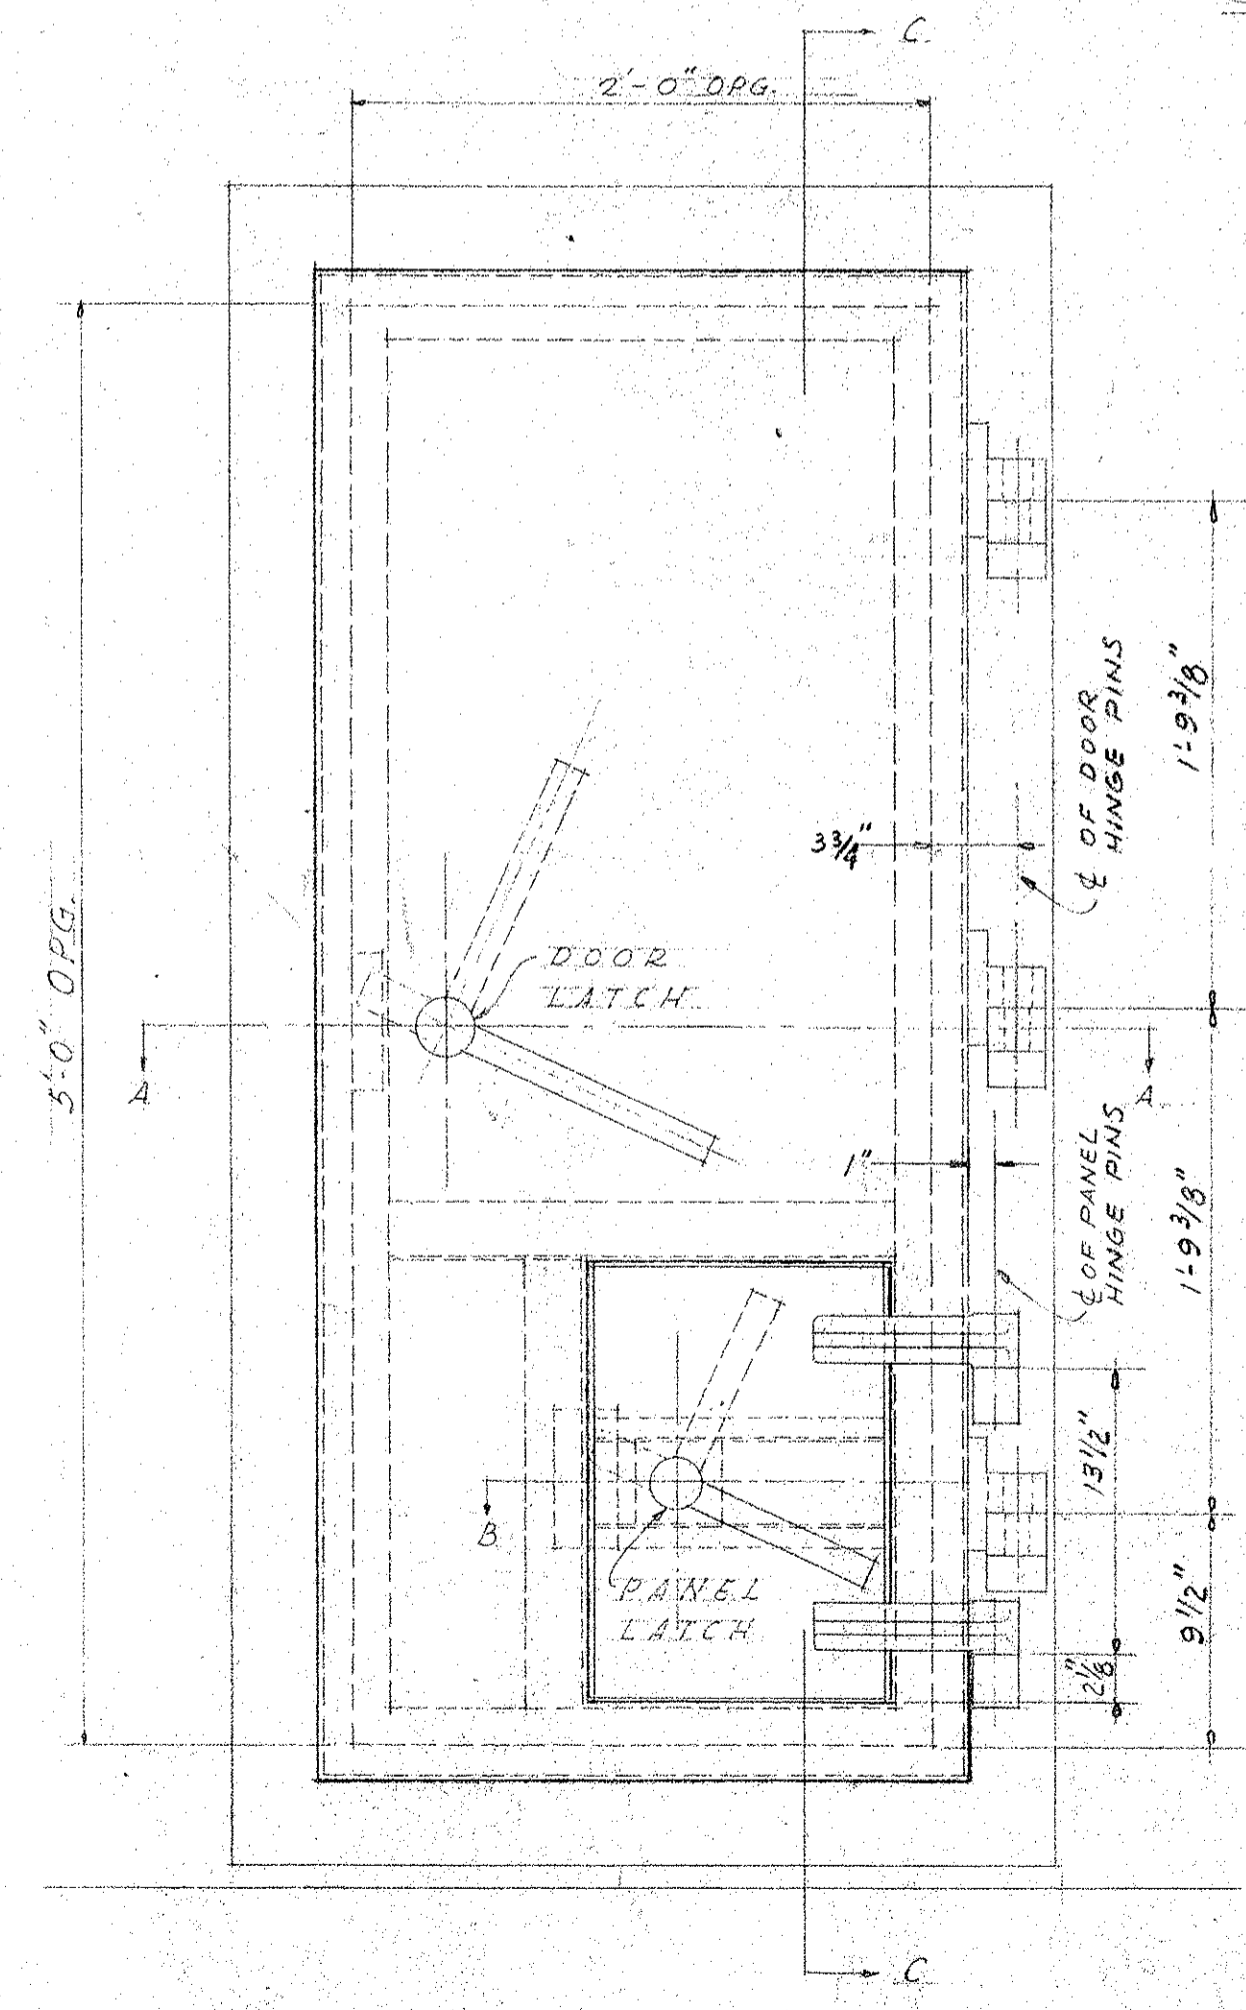 C
2'-0" OPG.
5'-0" OPG.
3 3/4"
℄ OF DOOR
HINGE PINS
1'-9 3/8"
DOOR
LATCH
A
A
1"
℄ OF PANEL
HINGE PINS
1'-9 3/8"
13 1/2"
B
PANEL
LATCH
9 1/2"
2 1/8"
C